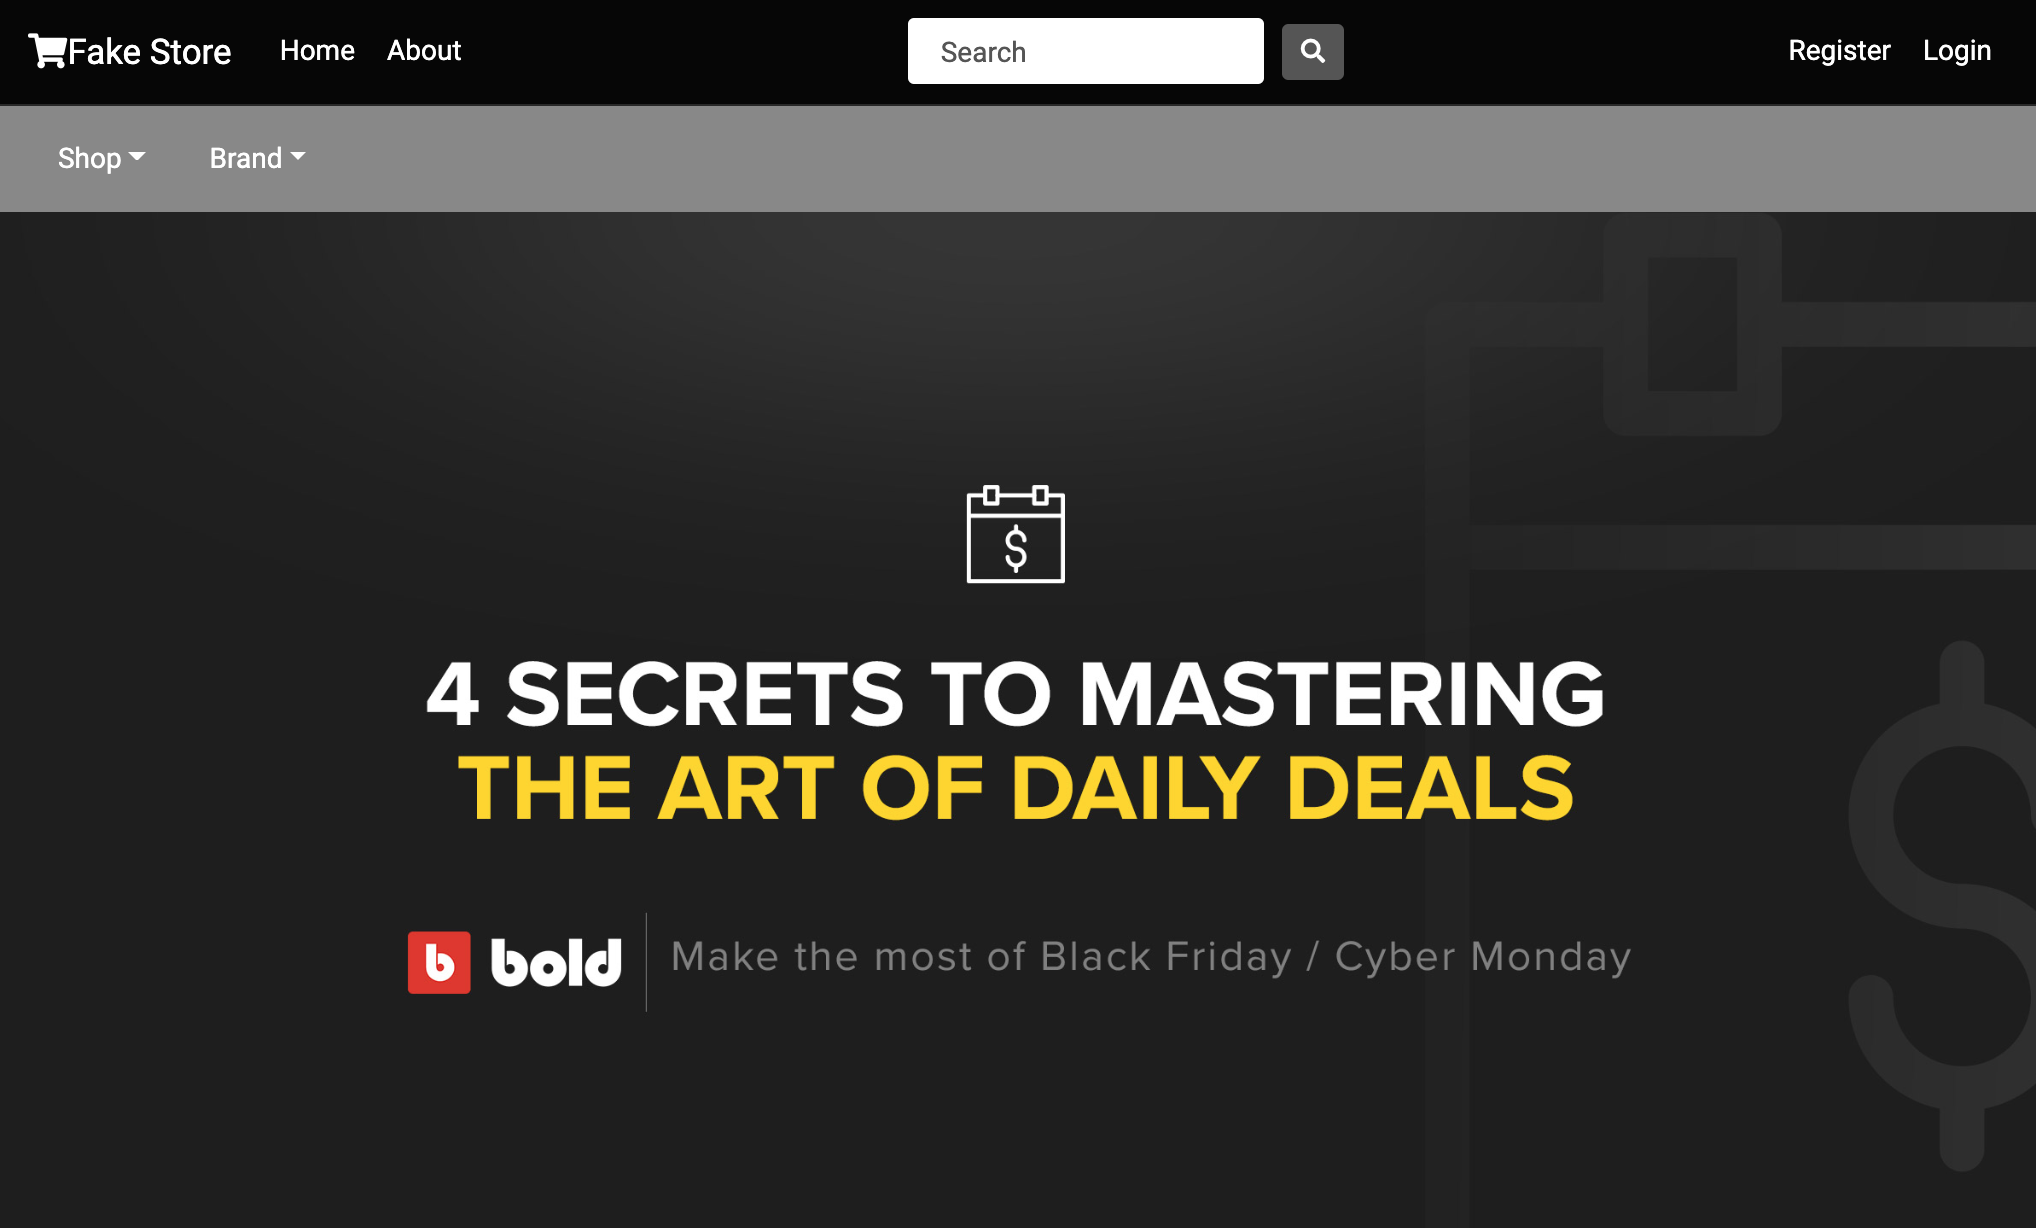 Fake Store Home About Search Register Login
Shop Brand
$
4 SECRETS TO MASTERING
THE ART OF DAILY DEALS
b bold Make the most of Black Friday / Cyber Monday